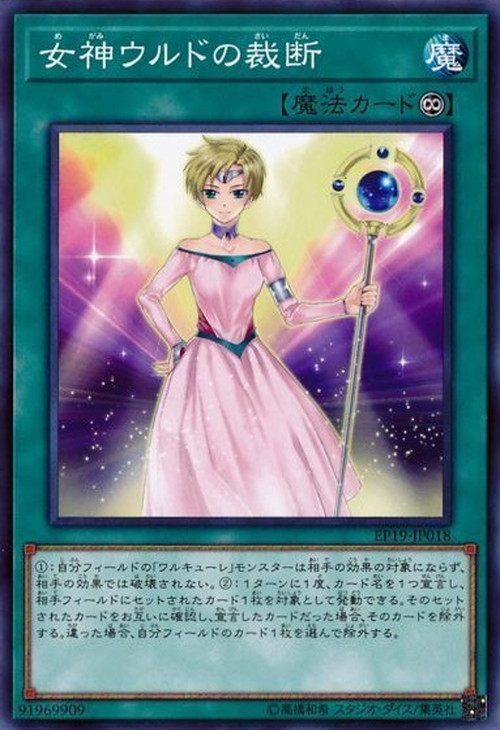 女神ウルドの裁断
魔
【魔法カード】
EP19-JP018
①：自分フィールドの「ワルキューレ」モンスターは相手の効果の対象にならず、
相手の効果では破壊されない。②：１ターンに１度、カード名を１つ宣言し、
相手フィールドにセットされたカード１枚を対象として発動できる。そのセット
されたカードをお互いに確認し、宣言したカードだった場合、そのカードを除外
する。違った場合、自分フィールドのカード１枚を選んで除外する。
91969909
©高橋和希 スタジオ・ダイス/集英社